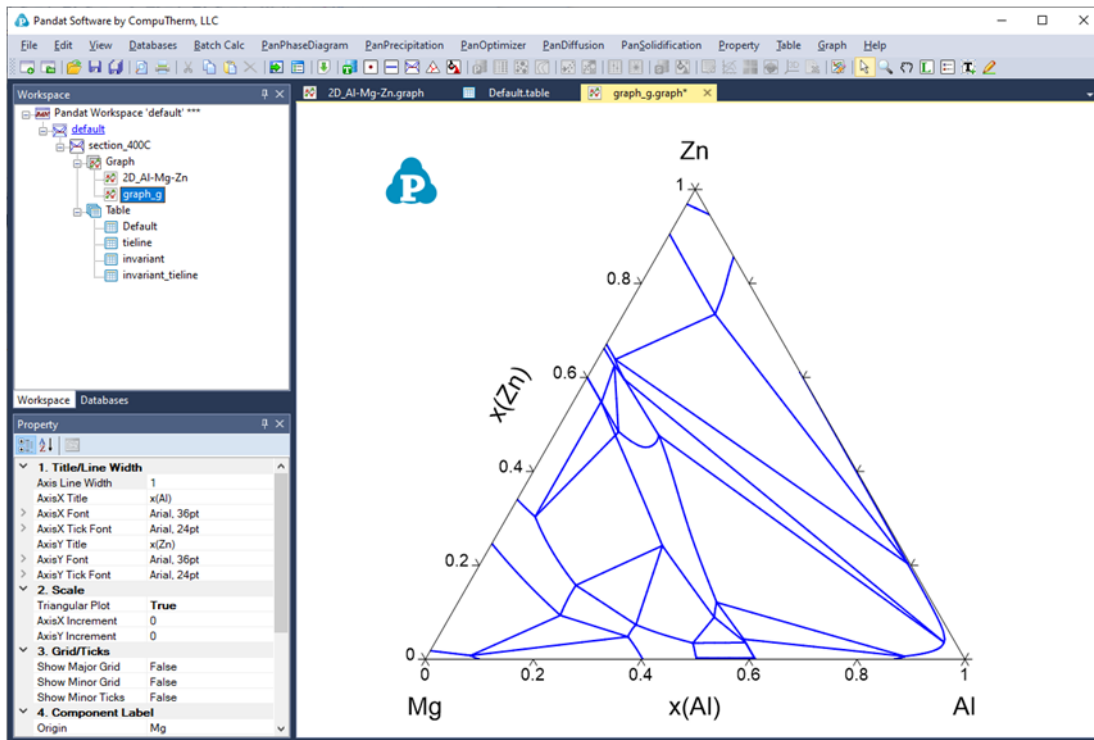 Pandat Software by CompuTherm, LLC
File Edit View Databases Batch Calc PanPhaseDiagram PanPrecipitation PanOptimizer PanDiffusion PanSolidification Property Table Graph Help
Workspace
2D_Al-Mg-Zn.graph Default.table graph_g.graph*
Pandat Workspace 'default' ***
default
section_400C
Graph
2D_Al-Mg-Zn
graph_g
Table
Default
tieline
invariant
invariant_tieline
Workspace Databases
Property
1. Title/Line Width
Axis Line Width 1
AxisX Title x(Al)
AxisX Font Arial, 36pt
AxisX Tick Font Arial, 24pt
AxisY Title x(Zn)
AxisY Font Arial, 36pt
AxisY Tick Font Arial, 24pt
2. Scale
Triangular Plot True
AxisX Increment 0
AxisY Increment 0
3. Grid/Ticks
Show Major Grid False
Show Minor Grid False
Show Minor Ticks False
4. Component Label
Origin Mg
P
Zn
1
0.8
0.6
x(Zn)
0.4
0.2
0
0 0.2 0.4 0.6 0.8 1
Mg x(Al) Al